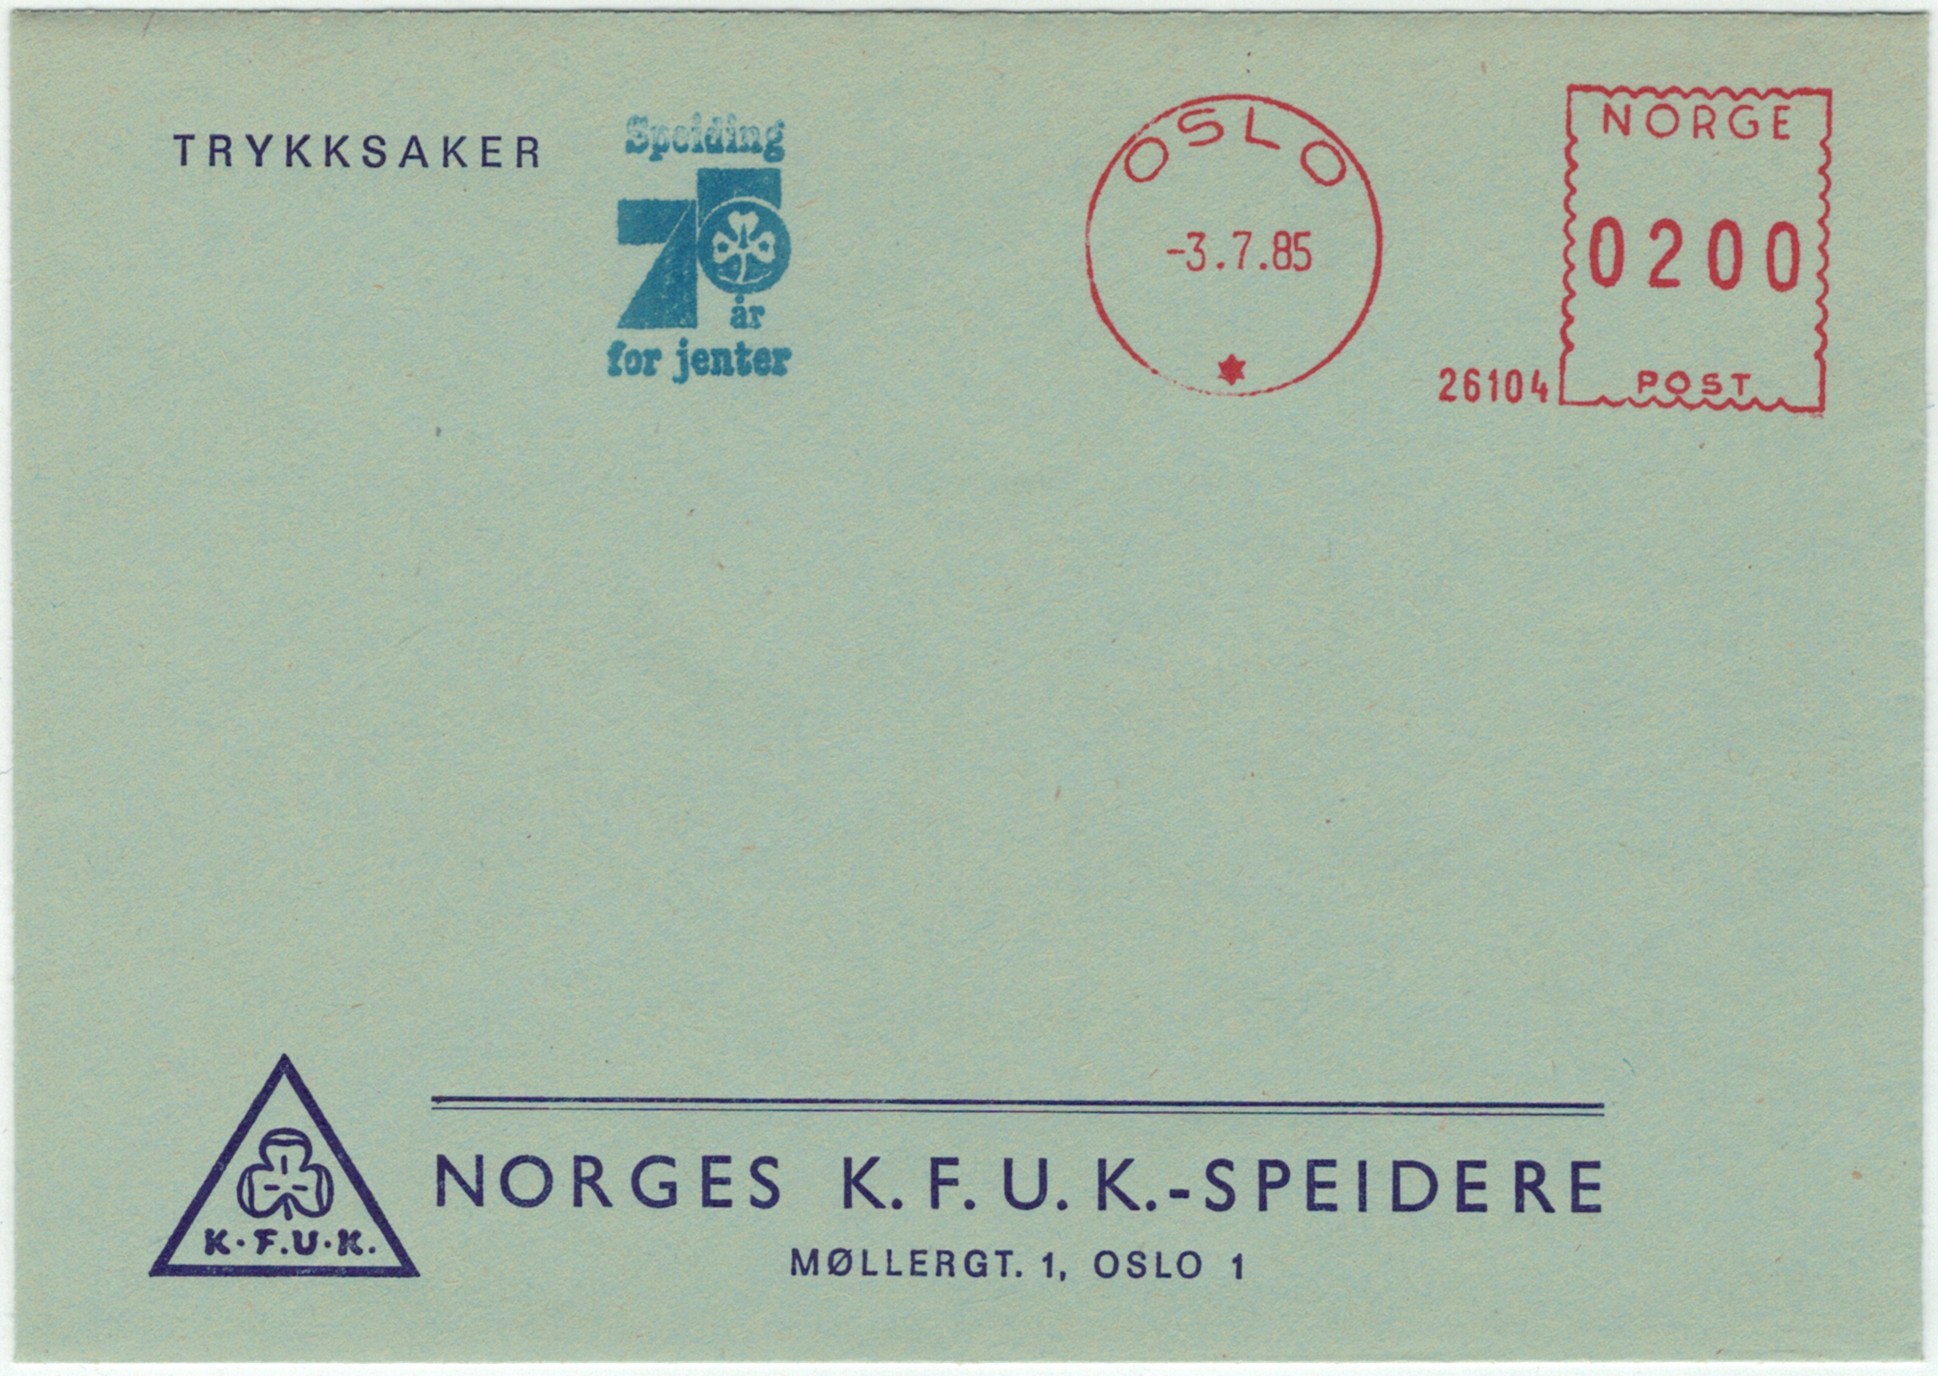 TRYKKSAKER
Speiding
75
år
for jenter
OSLO
-3.7.85
NORGE
0200
26104
POST
K.F.U.K.
NORGES K.F.U.K.-SPEIDERE
MØLLERGT. 1, OSLO 1